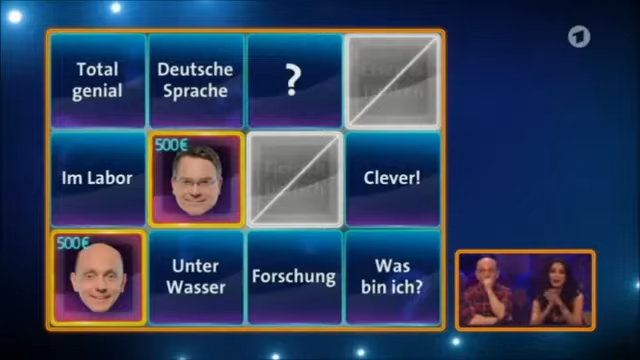 Total
genial
Deutsche
Sprache
?
500€
Im Labor
Clever!
500€
Unter
Wasser
Forschung
Was
bin ich?
1